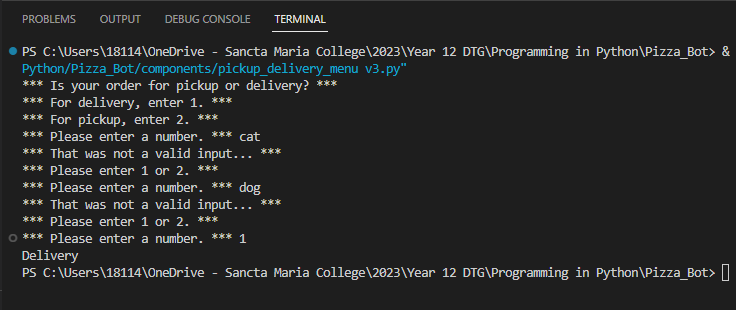 PROBLEMS OUTPUT DEBUG CONSOLE TERMINAL
PS C:\Users\18114\OneDrive - Sancta Maria College\2023\Year 12 DTG\Programming in Python\Pizza_Bot> &
Python/Pizza_Bot/components/pickup_delivery_menu v3.py"
*** Is your order for pickup or delivery? ***
*** For delivery, enter 1. ***
*** For pickup, enter 2. ***
*** Please enter a number. *** cat
*** That was not a valid input... ***
*** Please enter 1 or 2. ***
*** Please enter a number. *** dog
*** That was not a valid input... ***
*** Please enter 1 or 2. ***
*** Please enter a number. *** 1
Delivery
PS C:\Users\18114\OneDrive - Sancta Maria College\2023\Year 12 DTG\Programming in Python\Pizza_Bot>